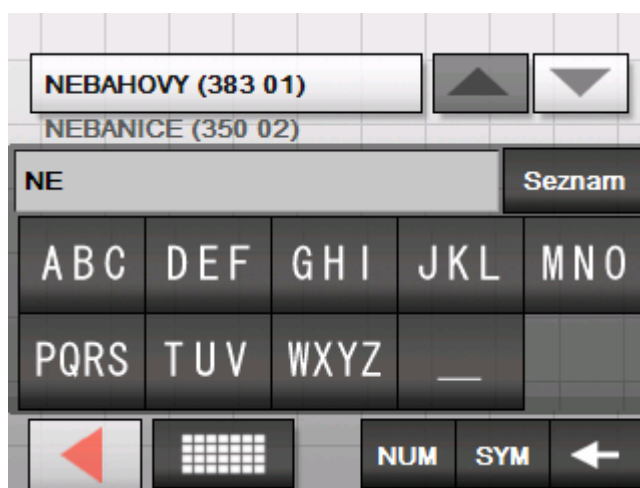 NEBAHOVY (383 01)
NEBANICE (350 02)
NE Seznam
ABC DEF GHI JKL MNO
PQRS TUV WXYZ _
NUM SYM